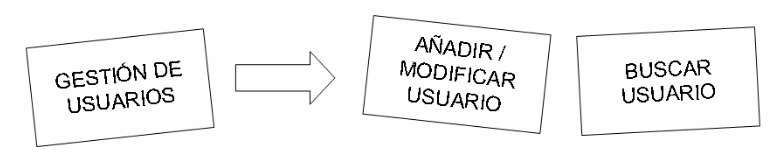 GESTIÓN DE
USUARIOS
AÑADIR /
MODIFICAR
USUARIO
BUSCAR
USUARIO